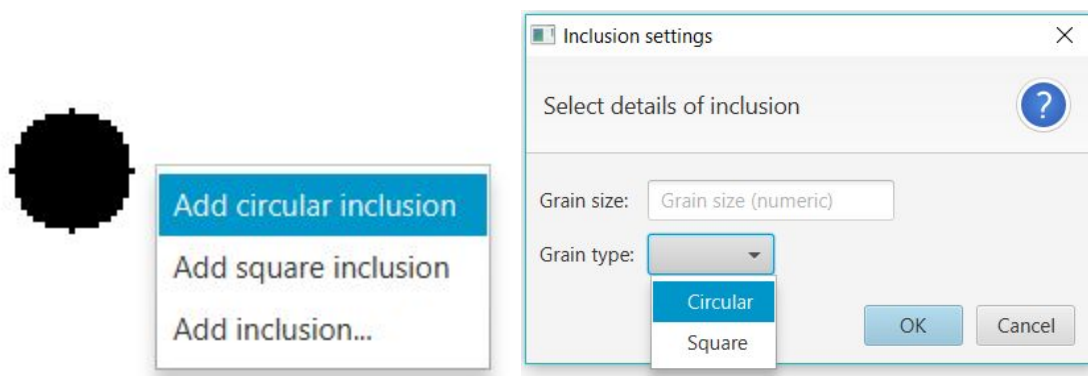 Add circular inclusion
Add square inclusion
Add inclusion...
Inclusion settings
Select details of inclusion
?
Grain size: Grain size (numeric)
Grain type:
Circular
Square
OK Cancel